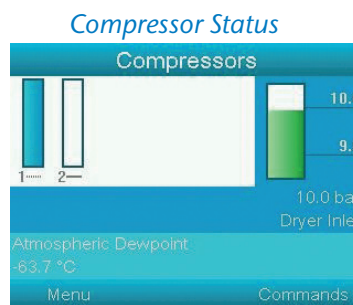 Compressor Status
Compressors
10.
9.
1
2
10.0 ba
Dryer Inle
Atmospheric Dewpoint
-63.7 °C
Menu
Commands